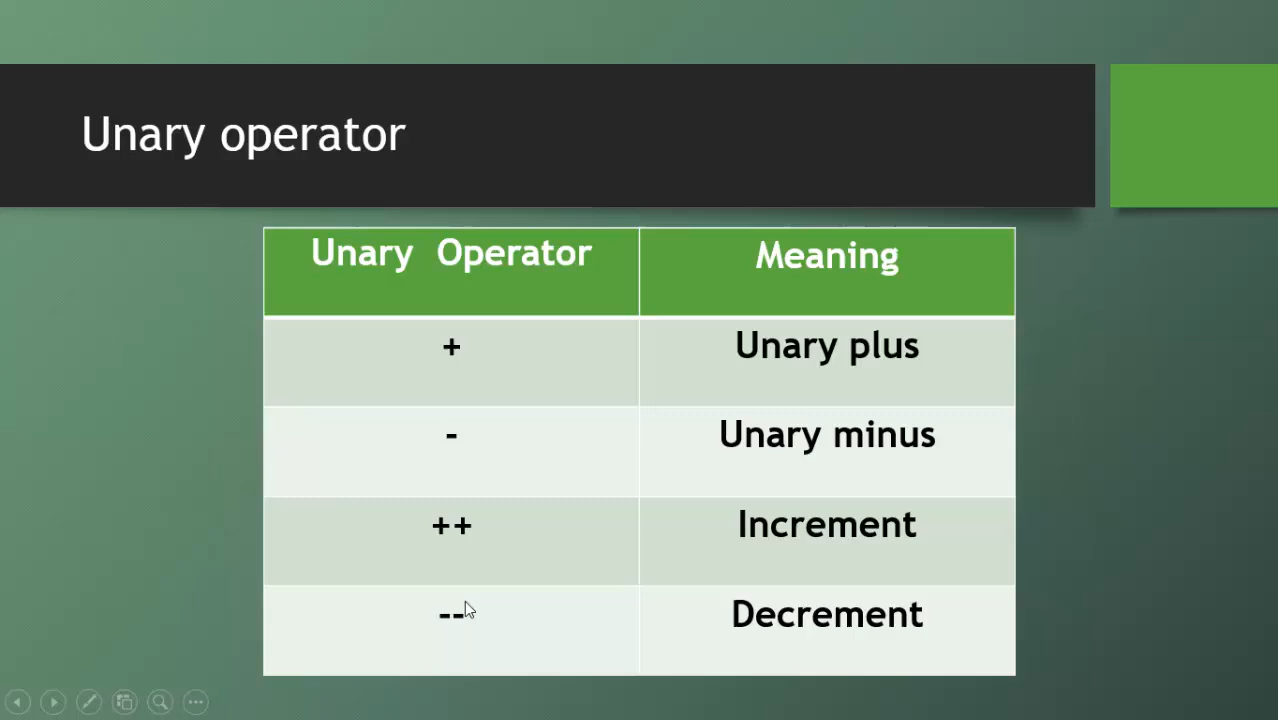 Unary operator
Unary Operator Meaning
+ Unary plus
- Unary minus
++ Increment
-- Decrement